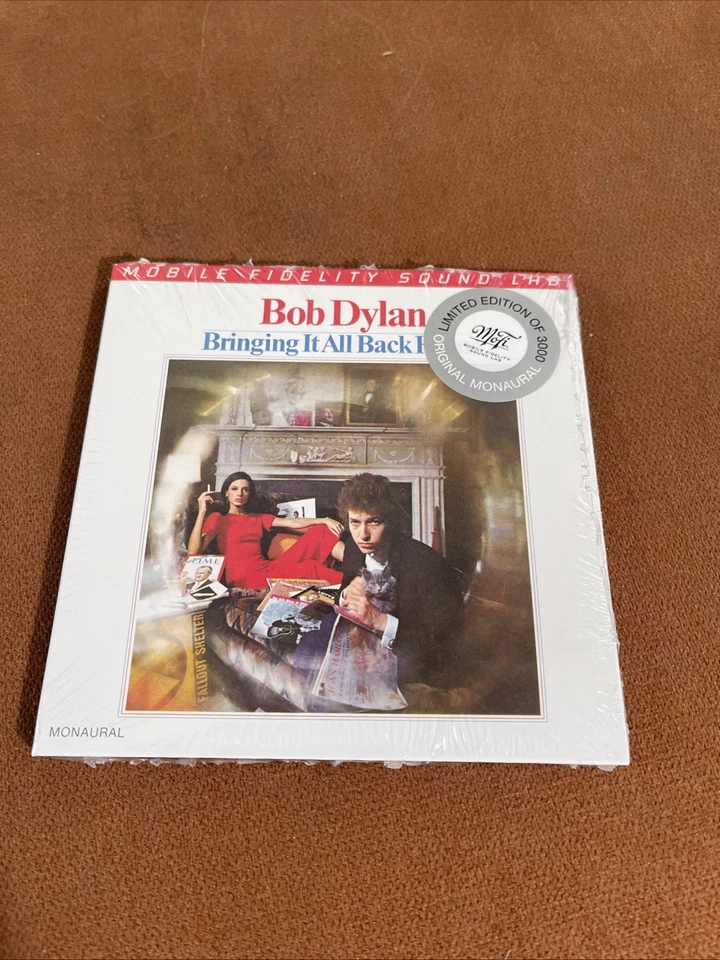 MOBILE FIDELITY SOUND LAB
Bob Dylan
Bringing It All Back
LIMITED EDITION OF 3000
MoFi
MOBILE FIDELITY
SOUND LAB
ORIGINAL MONAURAL
TIME
FALLOUT SHELTER
MONAURAL